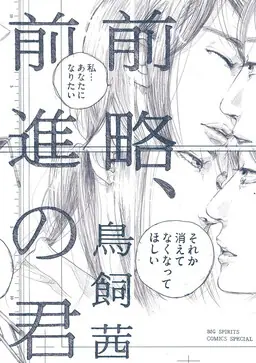 前略、
前進の君
鳥飼茜
私…
あなたに
なりたい
それか
消えて
なくなって
ほしい
BIG SPIRITS
COMICS SPECIAL